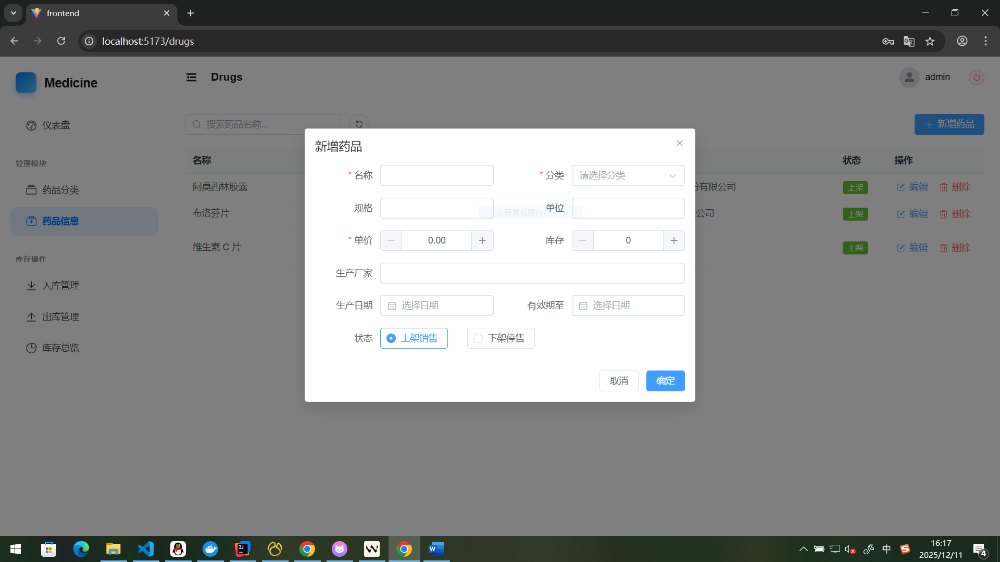 frontend
localhost:5173/drugs
Medicine
Drugs
admin
仪表盘
搜索药品名称...
新增药品
管理模块
药品分类
药品信息
库存操作
入库管理
出库管理
库存总览
名称
状态
操作
阿莫西林胶囊
份有限公司
上架
编辑
删除
布洛芬片
公司
上架
编辑
删除
维生素 C 片
上架
编辑
删除
新增药品
* 名称
* 分类
请选择分类
规格
全屏幕截图(S)
单位
* 单价
0.00
库存
0
生产厂家
生产日期
选择日期
有效期至
选择日期
状态
上架销售
下架停售
取消
确定
中
16:17
2025/12/11
4